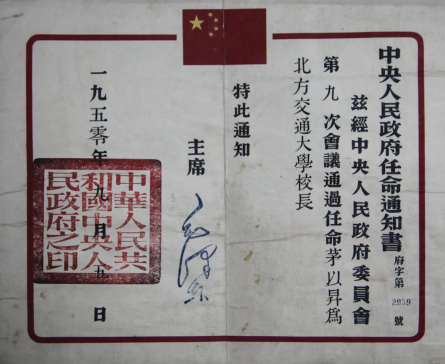 中央人民政府任命通知書
府字第2959號
茲經中央人民政府委員會
第九次會議通過任命茅以昇爲
北方交通大學校長
特此通知
主席
毛澤东
一九五零年九月五日
中華人民共
和國中央人
民政府之印